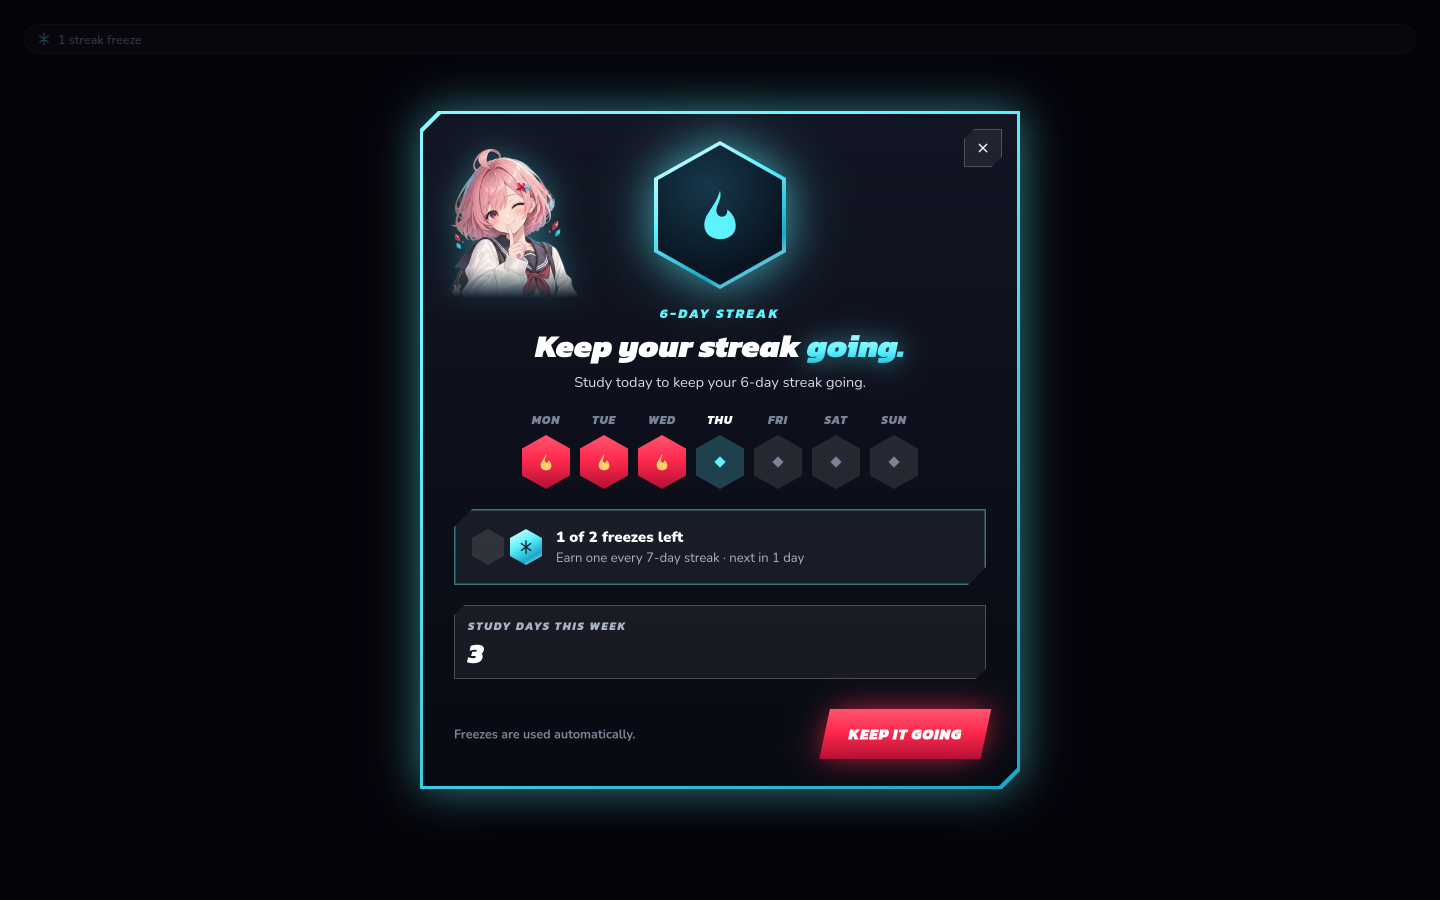 1 streak freeze
6-DAY STREAK
Keep your streak going.
Study today to keep your 6-day streak going.
MON TUE WED THU FRI SAT SUN
1 of 2 freezes left
Earn one every 7-day streak · next in 1 day
STUDY DAYS THIS WEEK
3
Freezes are used automatically.
KEEP IT GOING